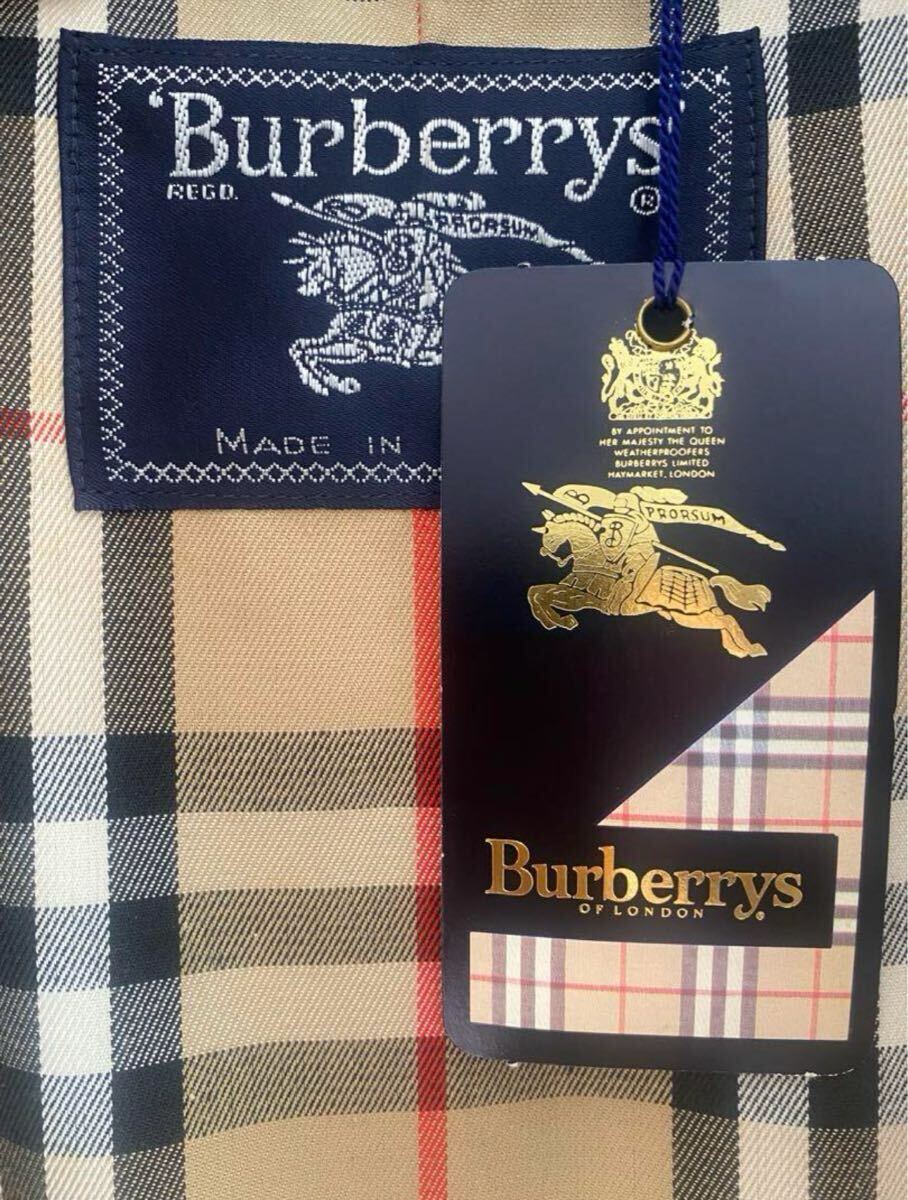 'Burberrys'
REGD. ®
PRORSUM
B
MADE IN
BY APPOINTMENT TO
HER MAJESTY THE QUEEN
WEATHERPROOFERS
BURBERRYS LIMITED
HAYMARKET, LONDON
PRORSUM
B
Burberrys®
OF LONDON